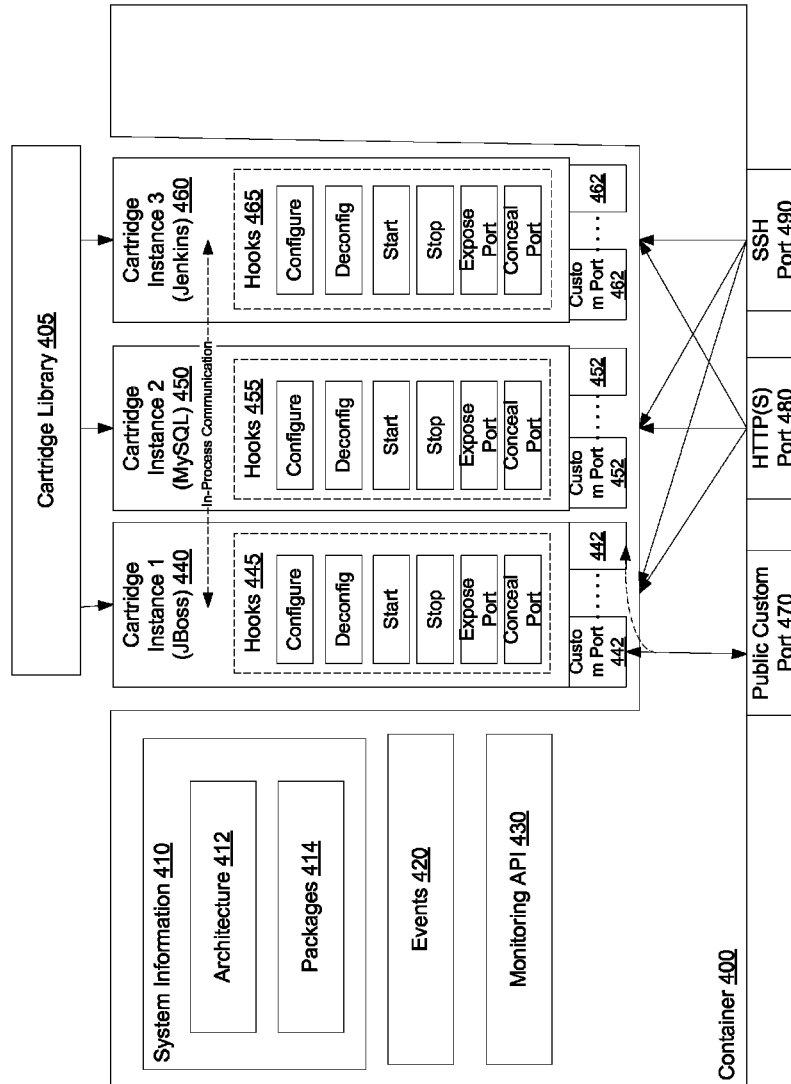 Cartridge Library 405
System Information 410
Architecture 412
Packages 414
Events 420
Monitoring API 430
Container 400
Cartridge
Instance 1
(JBoss) 440
Hooks 445
Configure
Deconfig
Start
Stop
Expose
Port
Conceal
Port
Custo
m Port
442
442
Cartridge
Instance 2
(MySQL) 450
Hooks 455
Configure
Deconfig
Start
Stop
Expose
Port
Conceal
Port
Custo
m Port
452
452
Cartridge
Instance 3
(Jenkins) 460
Hooks 465
Configure
Deconfig
Start
Stop
Expose
Port
Conceal
Port
Custo
m Port
462
462
In-Process Communication
Public Custom
Port 470
HTTP(S)
Port 480
SSH
Port 490